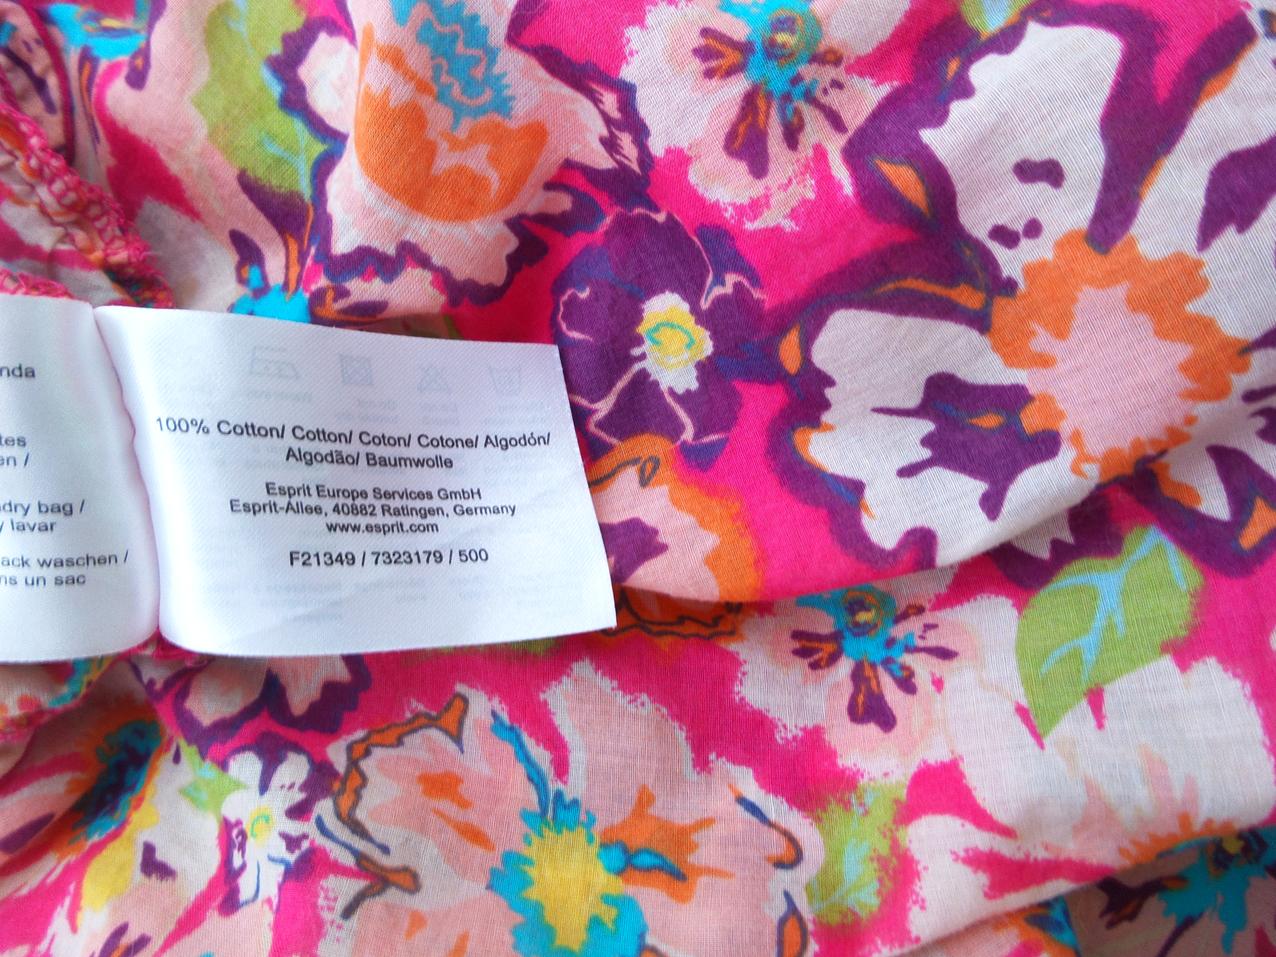 nda
tes
en /
dry bag /
y lavar
ack waschen /
ns un sac
100% Cotton/ Cotton/ Coton/ Cotone/ Algodón/
Algodão/ Baumwolle
Esprit Europe Services GmbH
Esprit-Allee, 40882 Ratingen, Germany
www.esprit.com
F21349 / 7323179 / 500